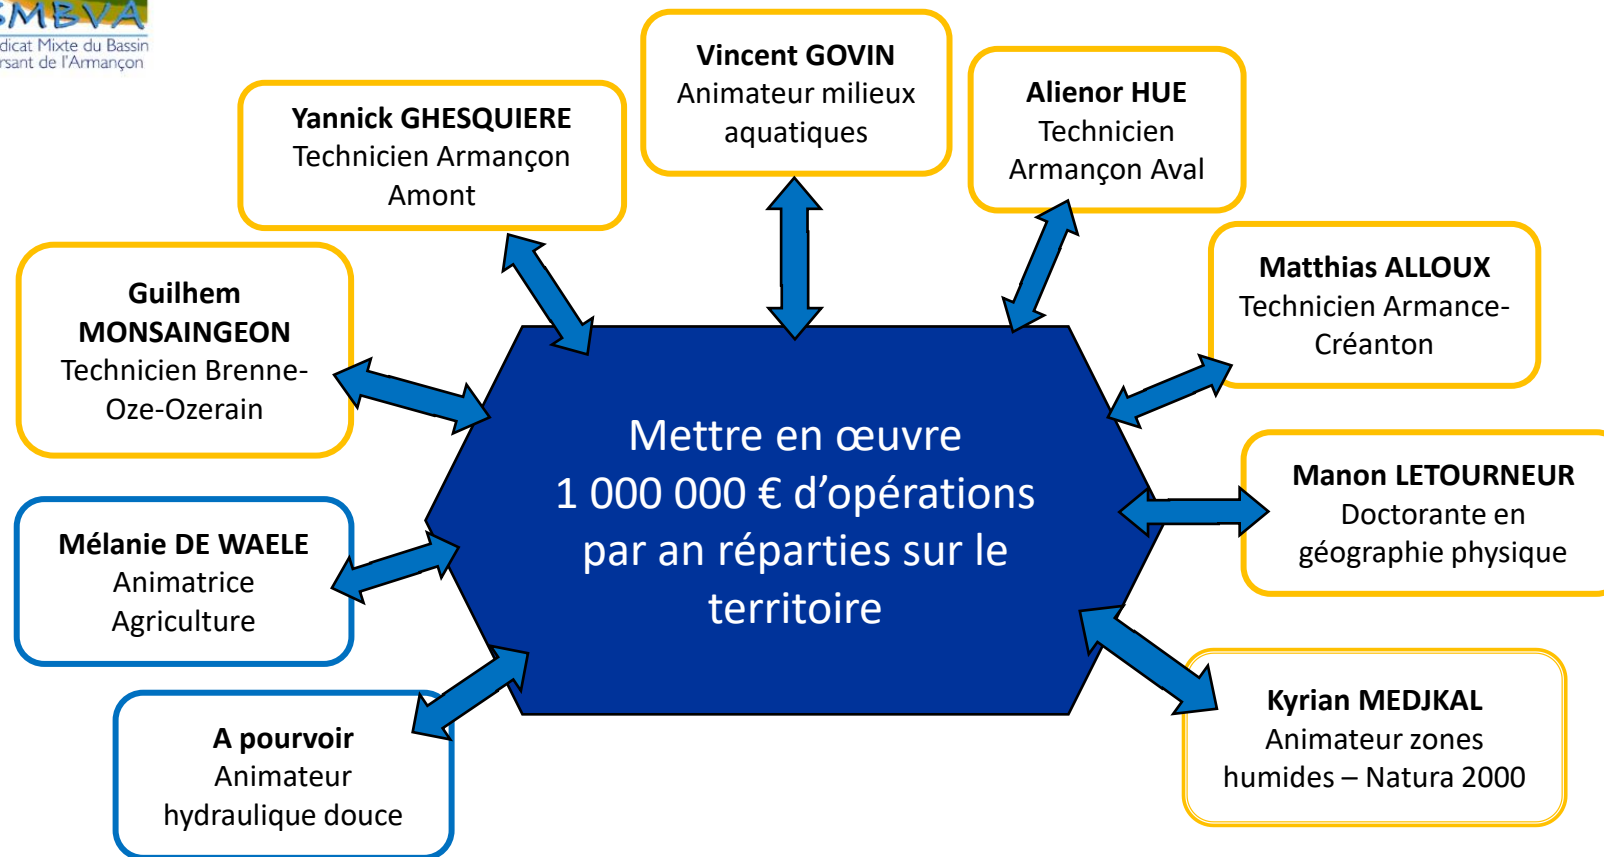 SMBVA
dicat Mixte du Bassin
rsant de l'Armançon
Vincent GOVIN
Animateur milieux
aquatiques
Alienor HUE
Technicien
Armançon Aval
Yannick GHESQUIERE
Technicien Armançon
Amont
Matthias ALLOUX
Technicien Armance-
Créanton
Guilhem
MONSAINGEON
Technicien Brenne-
Oze-Ozerain
Mettre en œuvre
1 000 000 € d’opérations
par an réparties sur le
territoire
Manon LETOURNEUR
Doctorante en
géographie physique
Mélanie DE WAELE
Animatrice
Agriculture
Kyrian MEDJKAL
Animateur zones
humides – Natura 2000
A pourvoir
Animateur
hydraulique douce